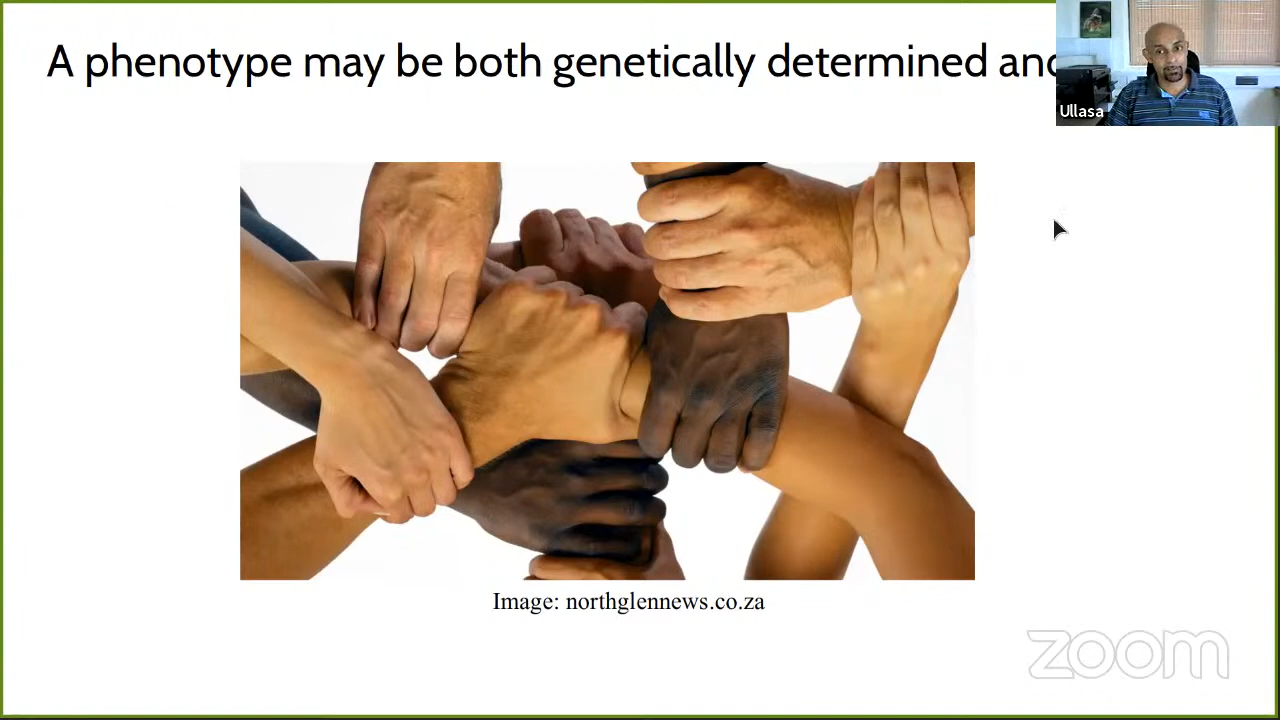 A phenotype may be both genetically determined and
Ullasa
Image: northglennews.co.za
zoom